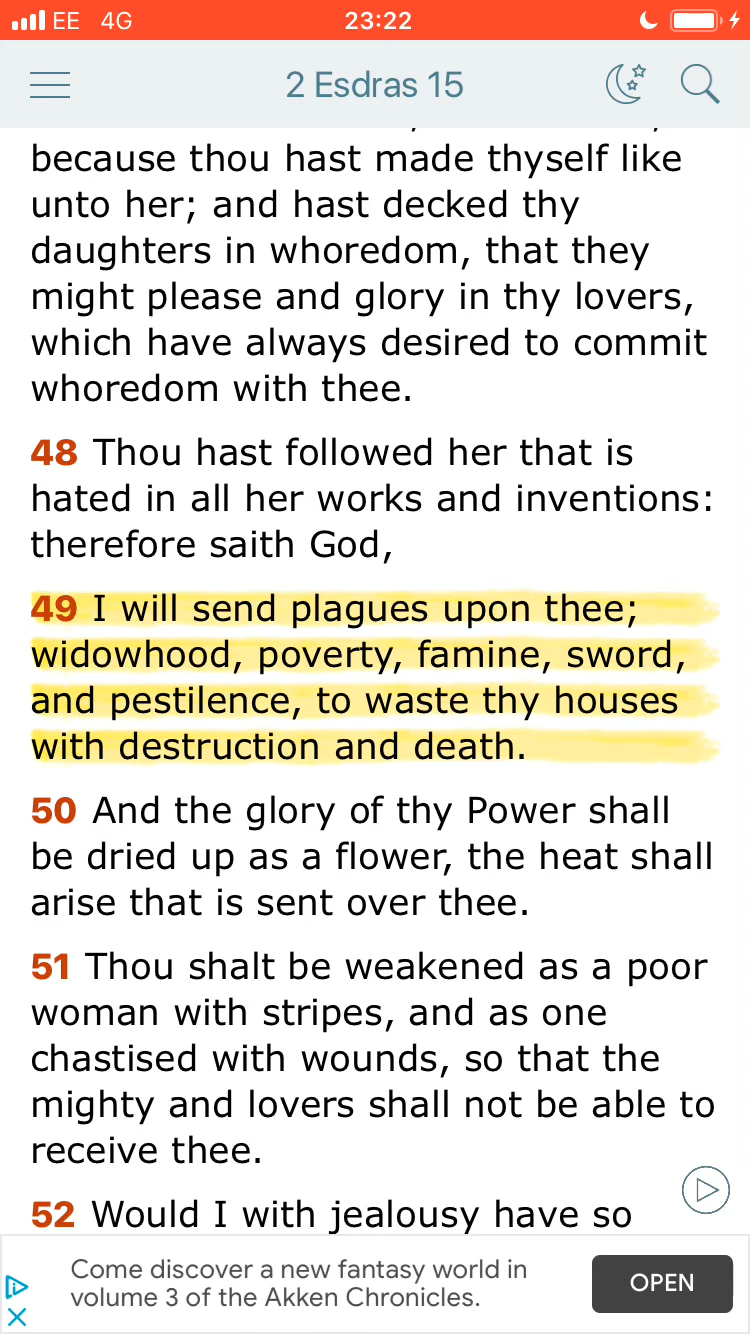 EE 4G 23:22
2 Esdras 15
because thou hast made thyself like
unto her; and hast decked thy
daughters in whoredom, that they
might please and glory in thy lovers,
which have always desired to commit
whoredom with thee.
48 Thou hast followed her that is
hated in all her works and inventions:
therefore saith God,
49 I will send plagues upon thee;
widowhood, poverty, famine, sword,
and pestilence, to waste thy houses
with destruction and death.
50 And the glory of thy Power shall
be dried up as a flower, the heat shall
arise that is sent over thee.
51 Thou shalt be weakened as a poor
woman with stripes, and as one
chastised with wounds, so that the
mighty and lovers shall not be able to
receive thee.
52 Would I with jealousy have so
Come discover a new fantasy world in
volume 3 of the Akken Chronicles.
OPEN